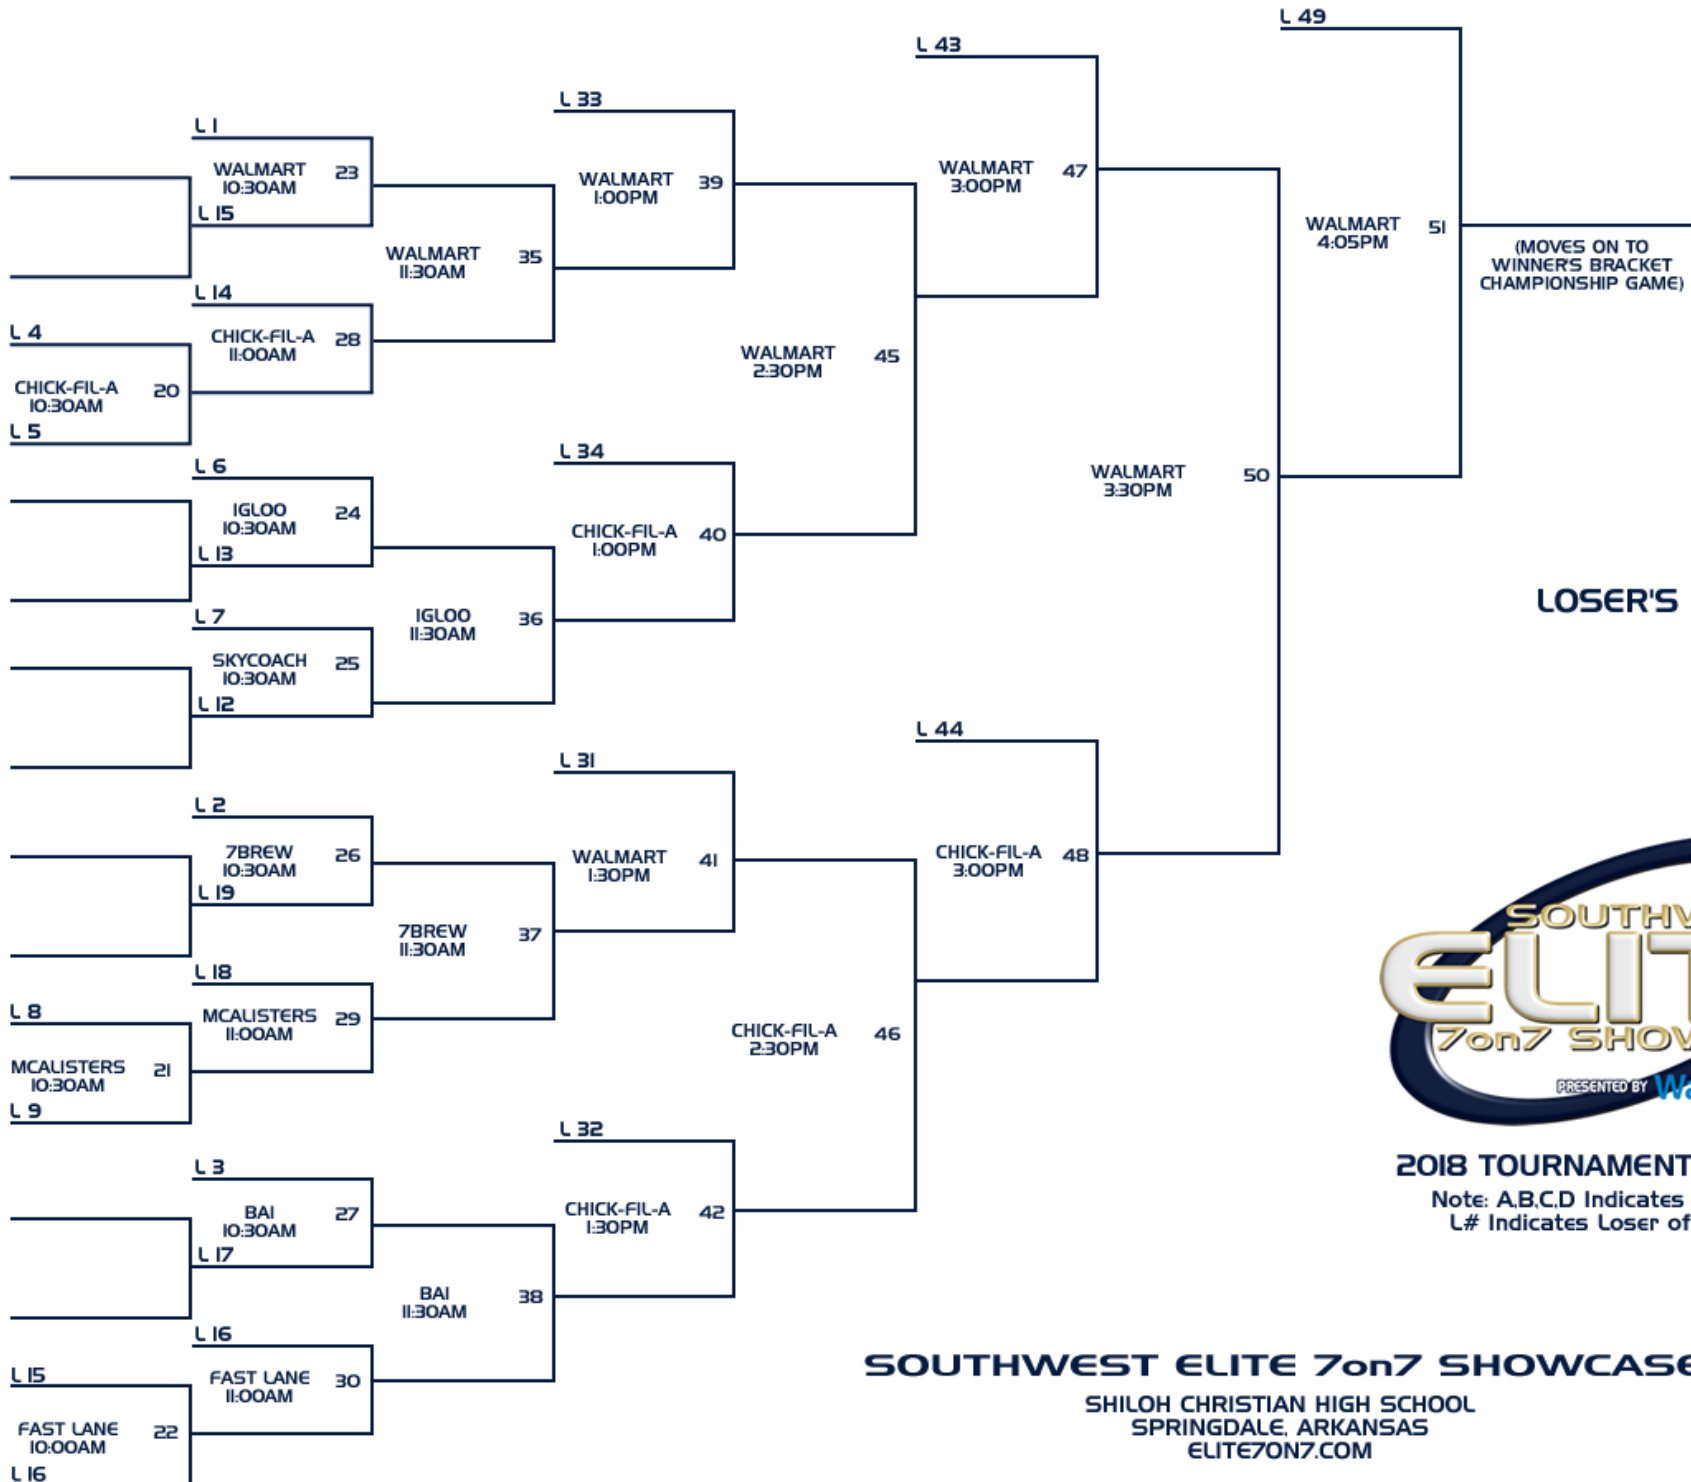 L 49
L 43
L 33
L 1
WALMART 23
10:30AM
L 15
WALMART 39
1:00PM
WALMART 47
3:00PM
WALMART 51
4:05PM
(MOVES ON TO
WINNER'S BRACKET
CHAMPIONSHIP GAME)
WALMART 35
11:30AM
L 14
CHICK-FIL-A 28
11:00AM
L 4
CHICK-FIL-A 20
10:30AM
L 5
WALMART 45
2:30PM
L 6
IGLOO 24
10:30AM
L 13
L 34
CHICK-FIL-A 40
1:00PM
WALMART 50
3:30PM
IGLOO 36
11:30AM
L 7
SKYCOACH 25
10:30AM
L 12
LOSER'S
L 44
L 31
L 2
7BREW 26
10:30AM
L 19
WALMART 41
1:30PM
CHICK-FIL-A 48
3:00PM
7BREW 37
11:30AM
L 18
MCALISTERS 29
11:00AM
L 8
MCALISTERS 21
10:30AM
L 9
CHICK-FIL-A 46
2:30PM
SOUTHW
ELIT
7on7 SHOW
PRESENTED BY Wa
L 32
L 3
BAI 27
10:30AM
L 17
CHICK-FIL-A 42
1:30PM
2018 TOURNAMENT
Note: A,B,C,D Indicates
L# Indicates Loser of
BAI 38
11:30AM
L 16
FAST LANE 30
11:00AM
L 15
FAST LANE 22
10:00AM
L 16
SOUTHWEST ELITE 7on7 SHOWCASE
SHILOH CHRISTIAN HIGH SCHOOL
SPRINGDALE, ARKANSAS
ELITE7ON7.COM